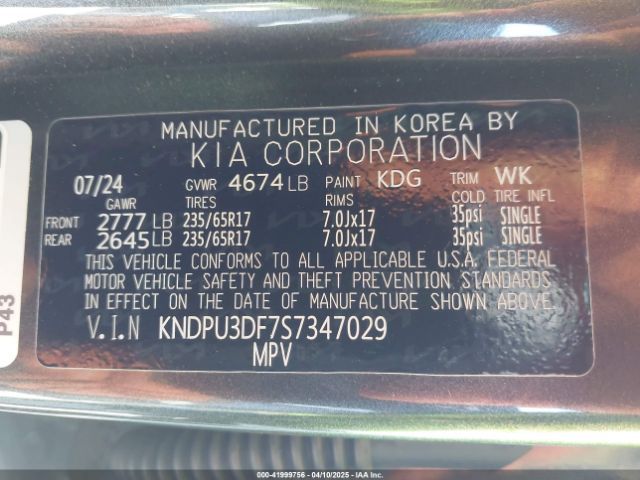 MANUFACTURED IN KOREA BY
KIA CORPORATION
07/24 GVWR 4674 LB PAINT KDG TRIM WK
GAWR TIRES RIMS COLD TIRE INFL
FRONT 2777 LB 235/65R17 7.0Jx17 35psi SINGLE
REAR 2645 LB 235/65R17 7.0Jx17 35psi SINGLE
THIS VEHICLE CONFORMS TO ALL APPLICABLE U.S.A. FEDERAL
MOTOR VEHICLE SAFETY AND THEFT PREVENTION STANDARDS
IN EFFECT ON THE DATE OF MANUFACTURE SHOWN ABOVE.
V.I.N KNDPU3DF7S7347029
MPV
P43
000-41999756 - 04/10/2025 - IAAI, Inc.